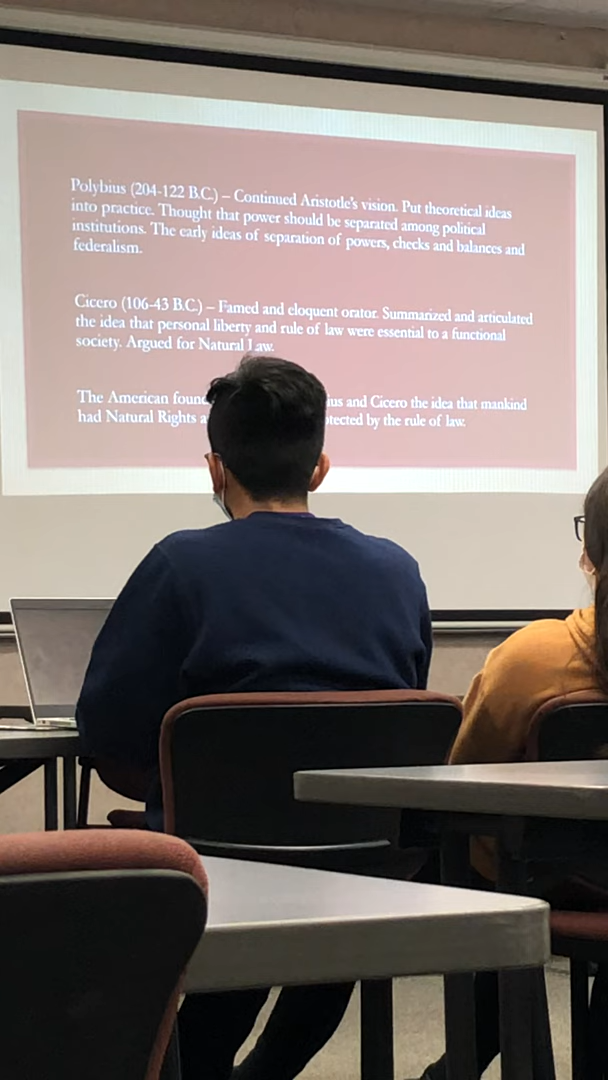 Polybius (204-122 B.C.) – Continued Aristotle's vision. Put theoretical ideas
into practice. Thought that power should be separated among political
institutions. The early ideas of separation of powers, checks and balances and
federalism.
Cicero (106-43 B.C.) – Famed and eloquent orator. Summarized and articulated
the idea that personal liberty and rule of law were essential to a functional
society. Argued for Natural Law.
The American and Cicero the idea that mankind
had Natural Rights by the rule of law.